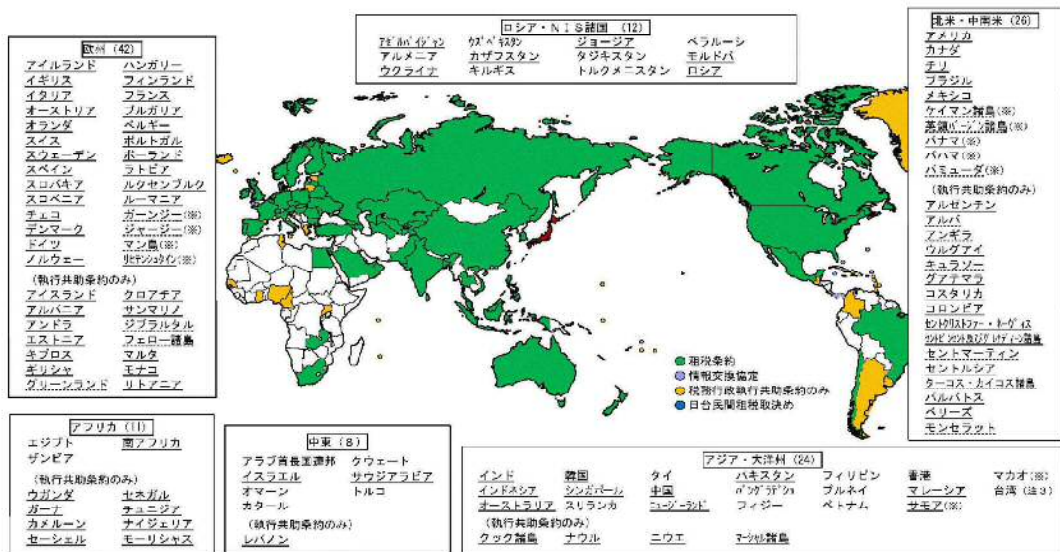 欧州 (42)
アイルランド ハンガリー
イギリス フィンランド
イタリア フランス
オーストリア ブルガリア
オランダ ベルギー
スイス ポルトガル
スウェーデン ポーランド
スペイン ラトビア
スロバキア ルクセンブルク
スロベニア ルーマニア
チェコ ガーンジー(※)
デンマーク ジャージー(※)
ドイツ マン島(※)
ノルウェー リヒテンシュタイン(※)
(執行共助条約のみ)
アイスランド クロアチア
アルバニア サンマリノ
アンドラ ジブラルタル
エストニア フェロー諸島
キプロス マルタ
ギリシャ モナコ
グリーンランド リトアニア
ロシア・NIS諸国 (12)
アゼルバイジャン ウズベキスタン ジョージア ベラルーシ
アルメニア カザフスタン タジキスタン モルドバ
ウクライナ キルギス トルクメニスタン ロシア
北米・中南米 (26)
アメリカ
カナダ
チリ
ブラジル
メキシコ
ケイマン諸島(※)
英領バージン諸島(※)
パナマ(※)
バハマ(※)
バミューダ(※)
(執行共助条約のみ)
アルゼンチン
アルバ
アンギラ
ウルグアイ
キュラソー
グアテマラ
コスタリカ
コロンビア
セントクリストファー・ネーヴィス
セントビンセント及びグレナディーン諸島
セントマーティン
セントルシア
タークス・カイコス諸島
バルバドス
ベリーズ
モンセラット
租税条約
情報交換協定
税務行政執行共助条約のみ
日台民間租税取決め
アフリカ (11)
エジプト 南アフリカ
ザンビア
(執行共助条約のみ)
ウガンダ セネガル
ガーナ チュニジア
カメルーン ナイジェリア
セーシェル モーリシャス
中東 (8)
アラブ首長国連邦 クウェート
イスラエル サウジアラビア
オマーン トルコ
カタール
(執行共助条約のみ)
レバノン
アジア・大洋州 (24)
インド 韓国 タイ パキスタン フィリピン 香港 マカオ(※)
インドネシア シンガポール 中国 バングラデシュ ブルネイ マレーシア 台湾(注3)
オーストラリア スリランカ ニュージーランド フィジー ベトナム サモア(※)
(執行共助条約のみ)
クック諸島 ナウル ニウエ マーシャル諸島